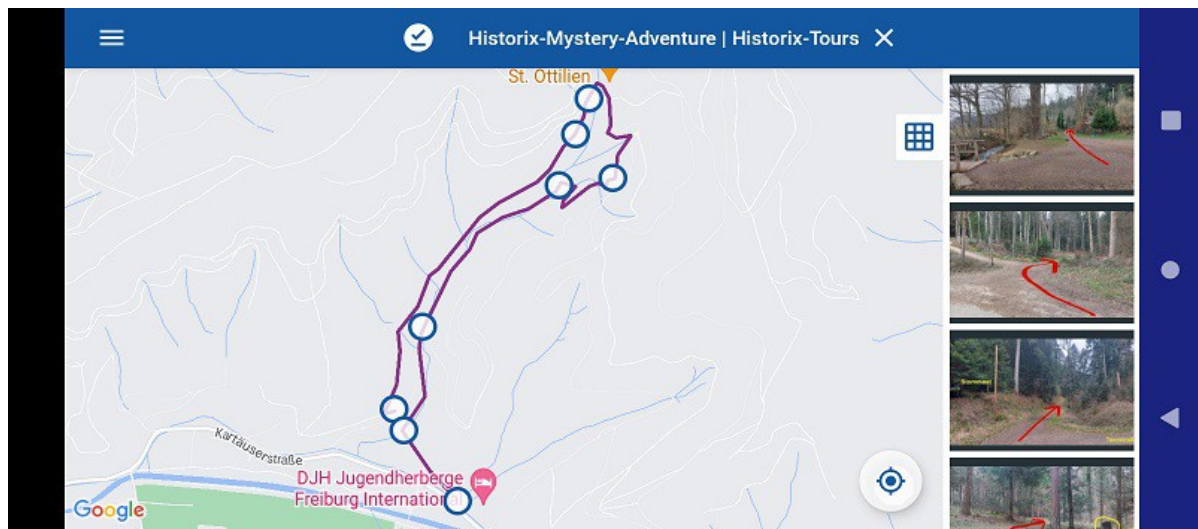 Historix-Mystery-Adventure | Historix-Tours
St. Ottilien
Kartäuserstraße
DJH Jugendherberge
Freiburg International
Google